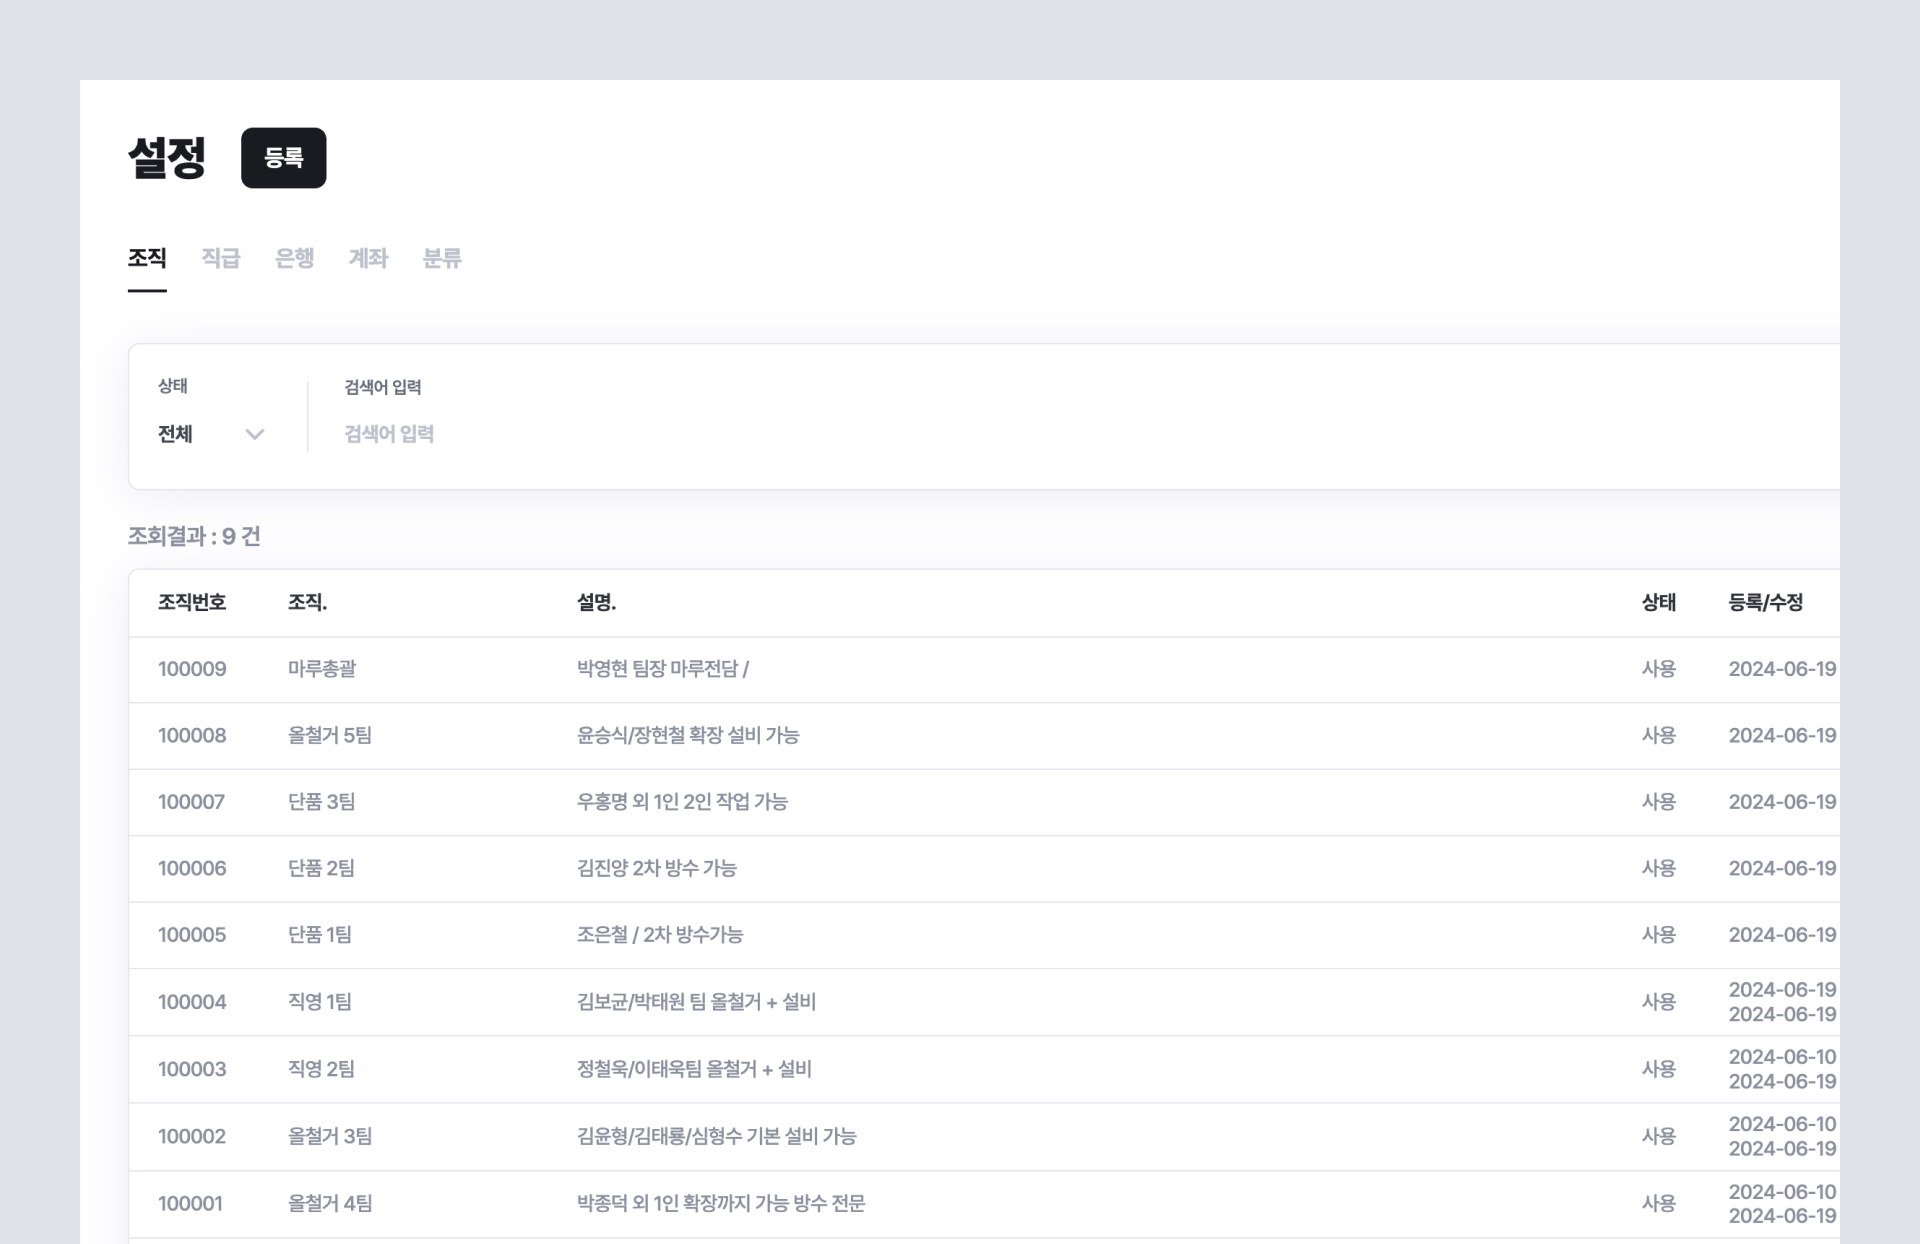 설정 등록
조직 직급 은행 계좌 분류
상태 검색어 입력
전체 검색어 입력
조회결과 : 9 건
조직번호 조직. 설명. 상태 등록/수정
100009 마루총괄 박영현 팀장 마루전담 / 사용 2024-06-19
100008 올철거 5팀 윤승식/장현철 확장 설비 가능 사용 2024-06-19
100007 단품 3팀 우홍명 외 1인 2인 작업 가능 사용 2024-06-19
100006 단품 2팀 김진양 2차 방수 가능 사용 2024-06-19
100005 단품 1팀 조은철 / 2차 방수가능 사용 2024-06-19
100004 직영 1팀 김보균/박태원 팀 올철거 + 설비 사용 2024-06-19
2024-06-19
100003 직영 2팀 정철욱/이태욱팀 올철거 + 설비 사용 2024-06-10
2024-06-19
100002 올철거 3팀 김윤형/김태룡/심형수 기본 설비 가능 사용 2024-06-10
2024-06-19
100001 올철거 4팀 박종덕 외 1인 확장까지 가능 방수 전문 사용 2024-06-10
2024-06-19